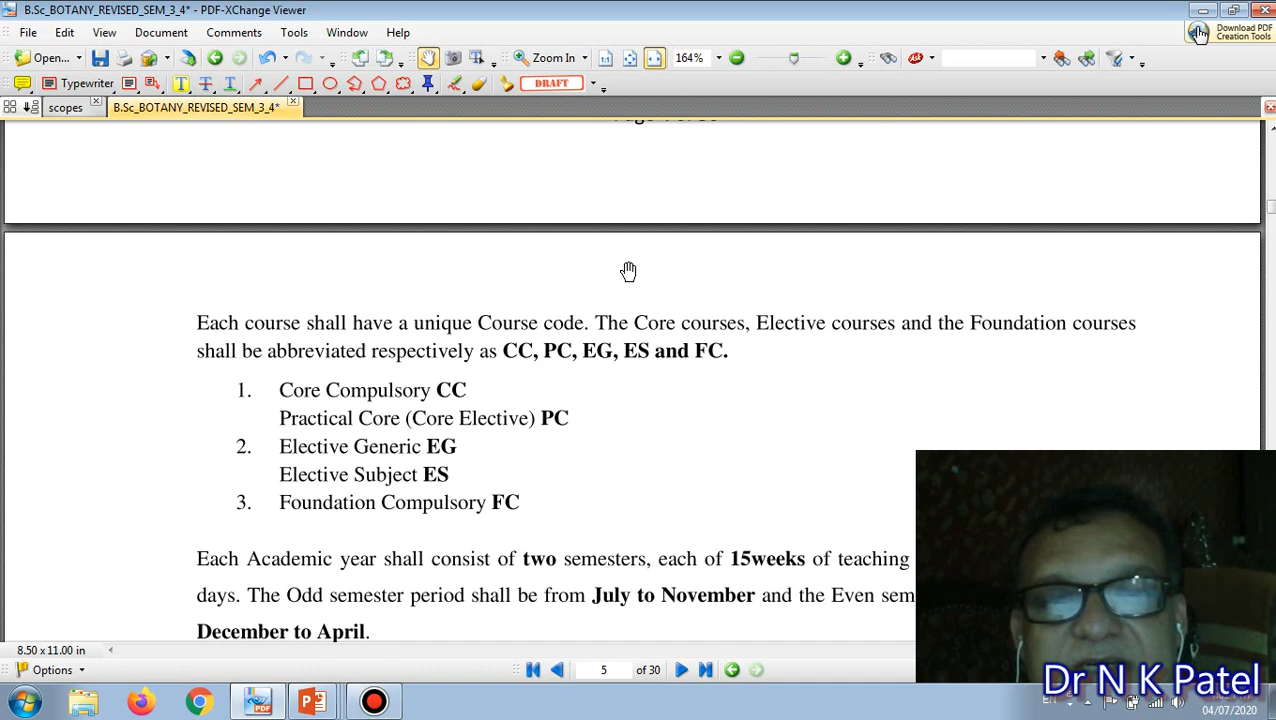 B.Sc_BOTANY_REVISED_SEM_3_4* - PDF-XChange Viewer
File Edit View Document Comments Tools Window Help
Download PDF
Creation Tools
Open... Zoom In 164%
Typewriter DRAFT
scopes B.Sc_BOTANY_REVISED_SEM_3_4*
Each course shall have a unique Course code. The Core courses, Elective courses and the Foundation courses
shall be abbreviated respectively as CC, PC, EG, ES and FC.
1. Core Compulsory CC
Practical Core (Core Elective) PC
2. Elective Generic EG
Elective Subject ES
3. Foundation Compulsory FC
Each Academic year shall consist of two semesters, each of 15weeks of teaching
days. The Odd semester period shall be from July to November and the Even sem
December to April.
8.50 x 11.00 in
Options 5 of 30
Dr N K Patel
EN
04/07/2020